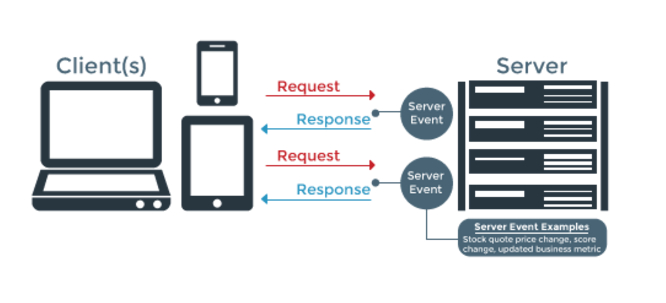 Client(s)
Server
Request
Server
Event
Response
Request
Server
Event
Response
Server Event Examples
Stock quote price change, score
change, updated business metric